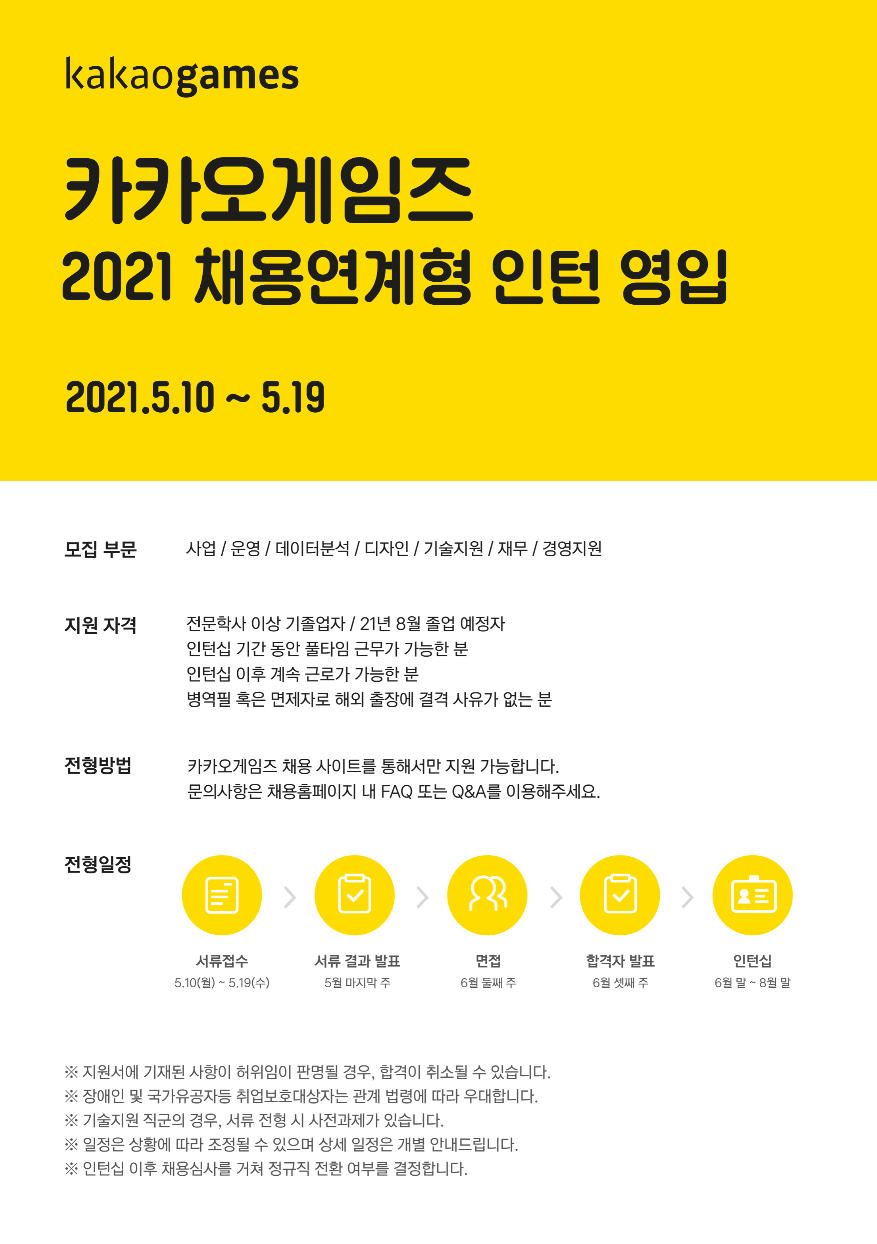 kakaogames
카카오게임즈
2021 채용연계형 인턴 영입
2021.5.10 ~ 5.19
모집 부문
사업 / 운영 / 데이터분석 / 디자인 / 기술지원 / 재무 / 경영지원
지원 자격
전문학사 이상 기졸업자 / 21년 8월 졸업 예정자
인턴십 기간 동안 풀타임 근무가 가능한 분
인턴십 이후 계속 근로가 가능한 분
병역필 혹은 면제자로 해외 출장에 결격 사유가 없는 분
전형방법
카카오게임즈 채용 사이트를 통해서만 지원 가능합니다.
문의사항은 채용홈페이지 내 FAQ 또는 Q&A를 이용해주세요.
전형일정
서류접수
5.10(월) ~ 5.19(수)
서류 결과 발표
5월 마지막 주
면접
6월 둘째 주
합격자 발표
6월 셋째 주
인턴십
6월 말 ~ 8월 말
※ 지원서에 기재된 사항이 허위임이 판명될 경우, 합격이 취소될 수 있습니다.
※ 장애인 및 국가유공자등 취업보호대상자는 관계 법령에 따라 우대합니다.
※ 기술지원 직군의 경우, 서류 전형 시 사전과제가 있습니다.
※ 일정은 상황에 따라 조정될 수 있으며 상세 일정은 개별 안내드립니다.
※ 인턴십 이후 채용심사를 거쳐 정규직 전환 여부를 결정합니다.